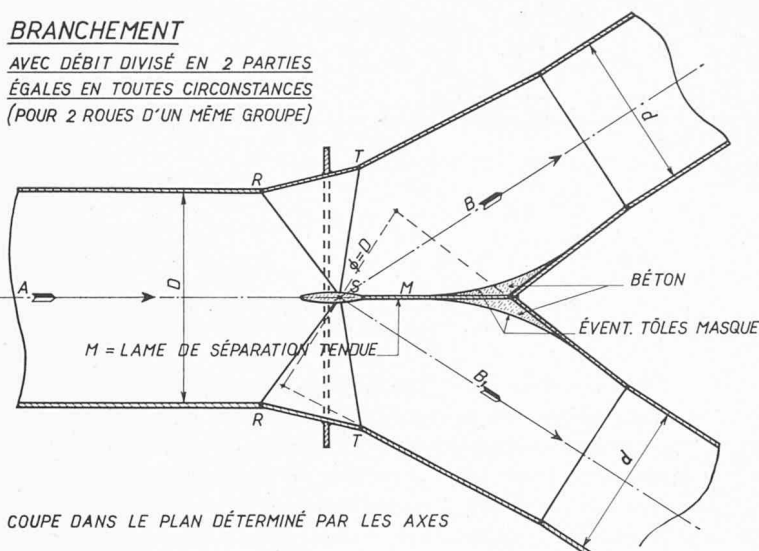 BRANCHEMENT
AVEC DÉBIT DIVISÉ EN 2 PARTIES
ÉGALES EN TOUTES CIRCONSTANCES
(POUR 2 ROUES D'UN MÊME GROUPE)
T
d
R
B
φ=D
A
D
S
M
BÉTON
ÉVENT. TÔLES MASQUE
M = LAME DE SÉPARATION TENDUE
B₁
R
T
d
COUPE DANS LE PLAN DÉTERMINÉ PAR LES AXES